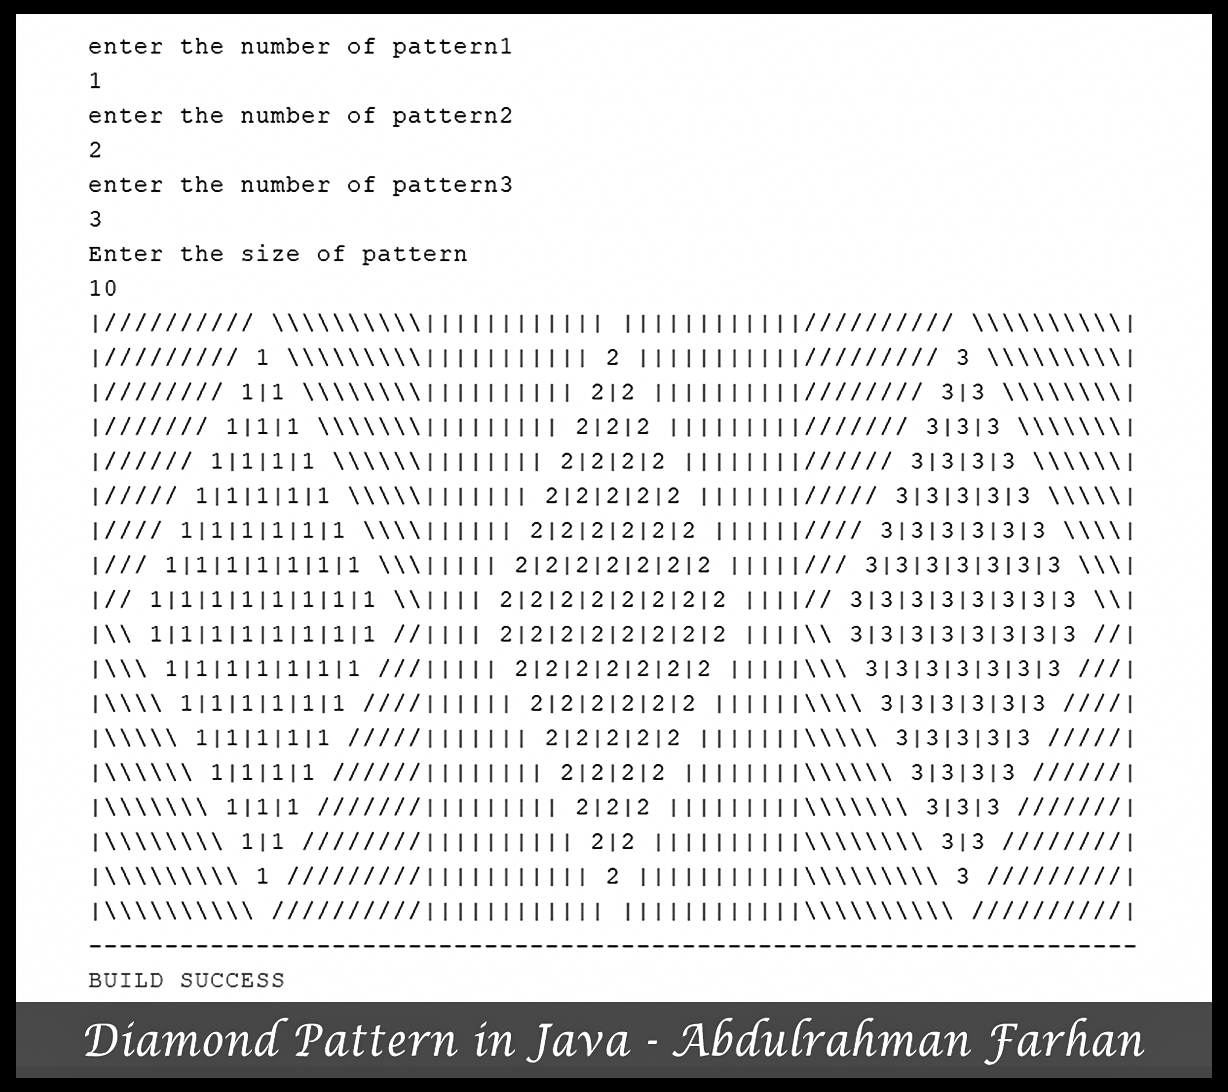 enter the number of pattern1
1
enter the number of pattern2
2
enter the number of pattern3
3
Enter the size of pattern
10
|////////// \\\\\\\\\\|||||||||||| ||||||||||||////////// \\\\\\\\\\|
|///////// 1 \\\\\\\\\||||||||||| 2 |||||||||||///////// 3 \\\\\\\\\|
|//////// 1|1 \\\\\\\\|||||||||| 2|2 ||||||||||//////// 3|3 \\\\\\\\|
|/////// 1|1|1 \\\\\\\||||||||| 2|2|2 |||||||||/////// 3|3|3 \\\\\\\|
|////// 1|1|1|1 \\\\\\|||||||| 2|2|2|2 ||||||||////// 3|3|3|3 \\\\\\|
|///// 1|1|1|1|1 \\\\\||||||| 2|2|2|2|2 |||||||///// 3|3|3|3|3 \\\\\|
|//// 1|1|1|1|1|1 \\\\|||||| 2|2|2|2|2|2 ||||||//// 3|3|3|3|3|3 \\\\|
|/// 1|1|1|1|1|1|1 \\\||||| 2|2|2|2|2|2|2 |||||/// 3|3|3|3|3|3|3 \\\|
|// 1|1|1|1|1|1|1|1 \\|||| 2|2|2|2|2|2|2|2 ||||// 3|3|3|3|3|3|3|3 \\|
|\\ 1|1|1|1|1|1|1|1 //|||| 2|2|2|2|2|2|2|2 ||||\\ 3|3|3|3|3|3|3|3 //|
|\\\ 1|1|1|1|1|1|1 ///||||| 2|2|2|2|2|2|2 |||||\\\ 3|3|3|3|3|3|3 ///|
|\\\\ 1|1|1|1|1|1 ////|||||| 2|2|2|2|2|2 ||||||\\\\ 3|3|3|3|3|3 ////|
|\\\\\ 1|1|1|1|1 /////||||||| 2|2|2|2|2 |||||||\\\\\ 3|3|3|3|3 /////|
|\\\\\\ 1|1|1|1 //////|||||||| 2|2|2|2 ||||||||\\\\\\ 3|3|3|3 //////|
|\\\\\\\ 1|1|1 ///////||||||||| 2|2|2 |||||||||\\\\\\\ 3|3|3 ///////|
|\\\\\\\\ 1|1 ////////|||||||||| 2|2 ||||||||||\\\\\\\\ 3|3 ////////|
|\\\\\\\\\ 1 /////////||||||||||| 2 |||||||||||\\\\\\\\\ 3 /////////|
|\\\\\\\\\\ //////////|||||||||||| ||||||||||||\\\\\\\\\\ //////////|
---------------------------------------------------------------------
BUILD SUCCESS
Diamond Pattern in Java - Abdulrahman Farhan